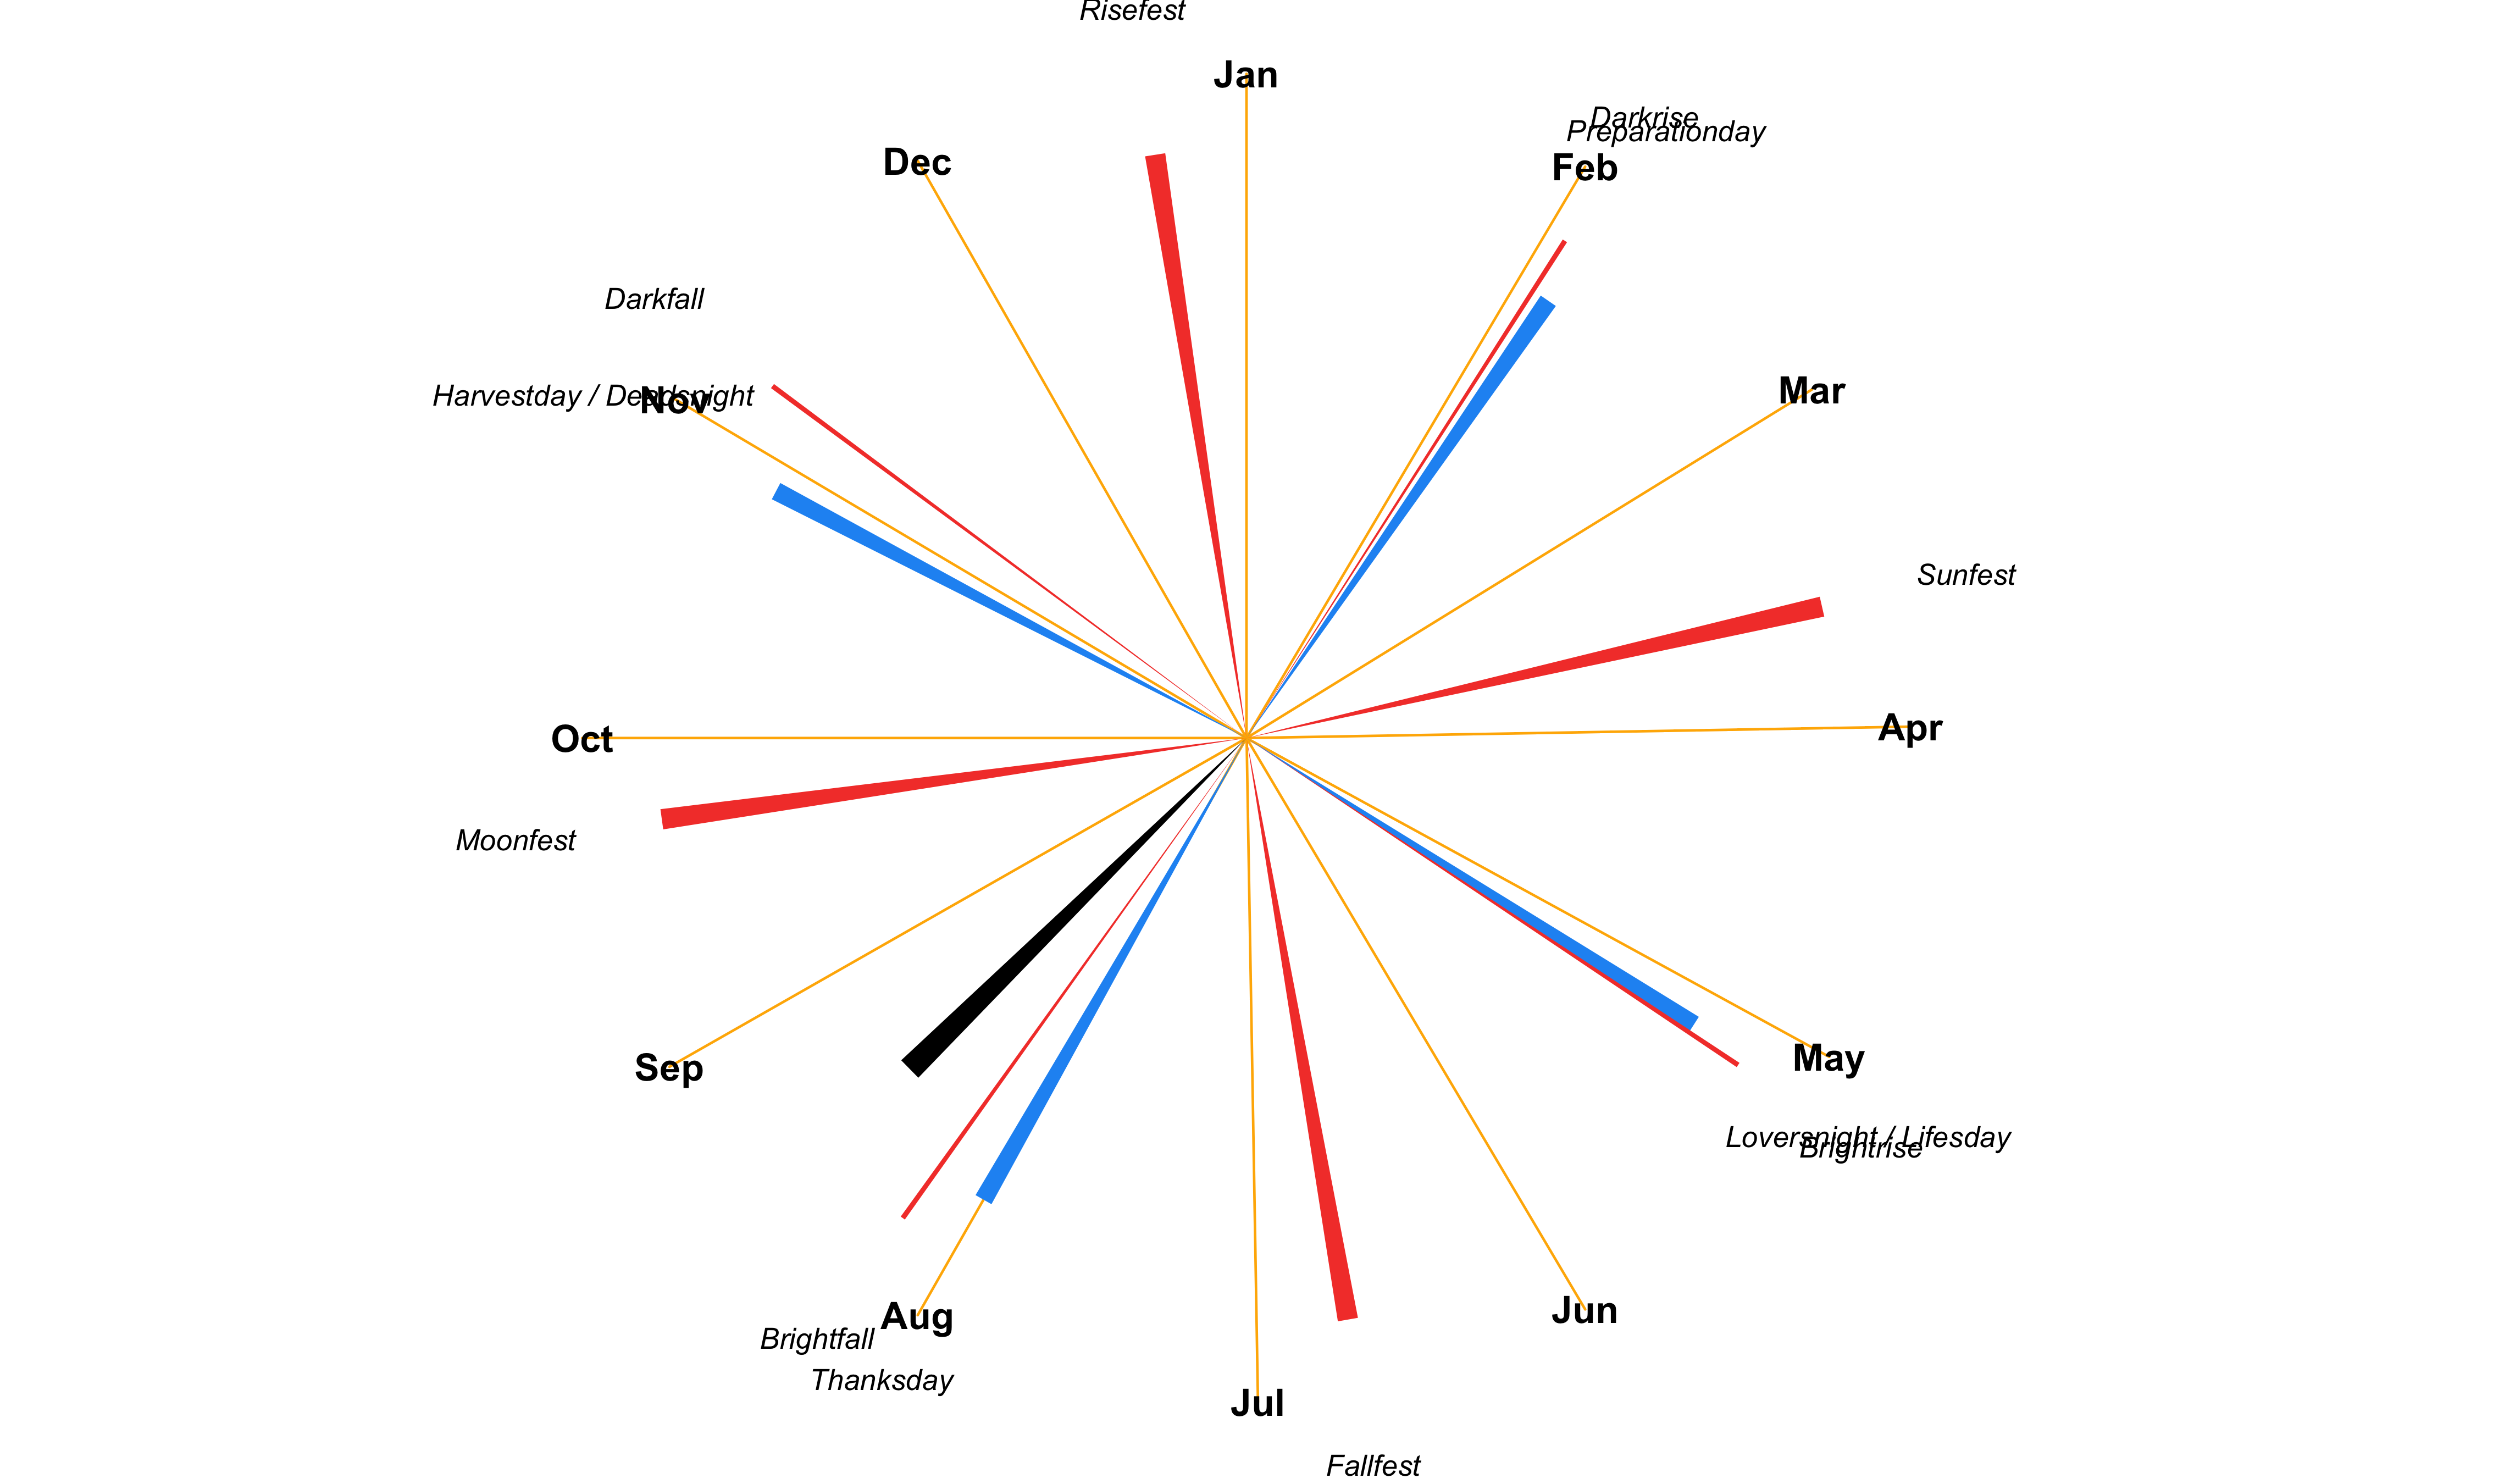 Risefest
Jan
Darkrise
Preparationday
Dec
Feb
Darkfall
Mar
Harvestday / Deadsnight
Nov
Sunfest
Apr
Oct
Moonfest
May
Sep
Loversnight / Lifesday
Brightrise
Jun
Aug
Brightfall
Thanksday
Jul
Fallfest